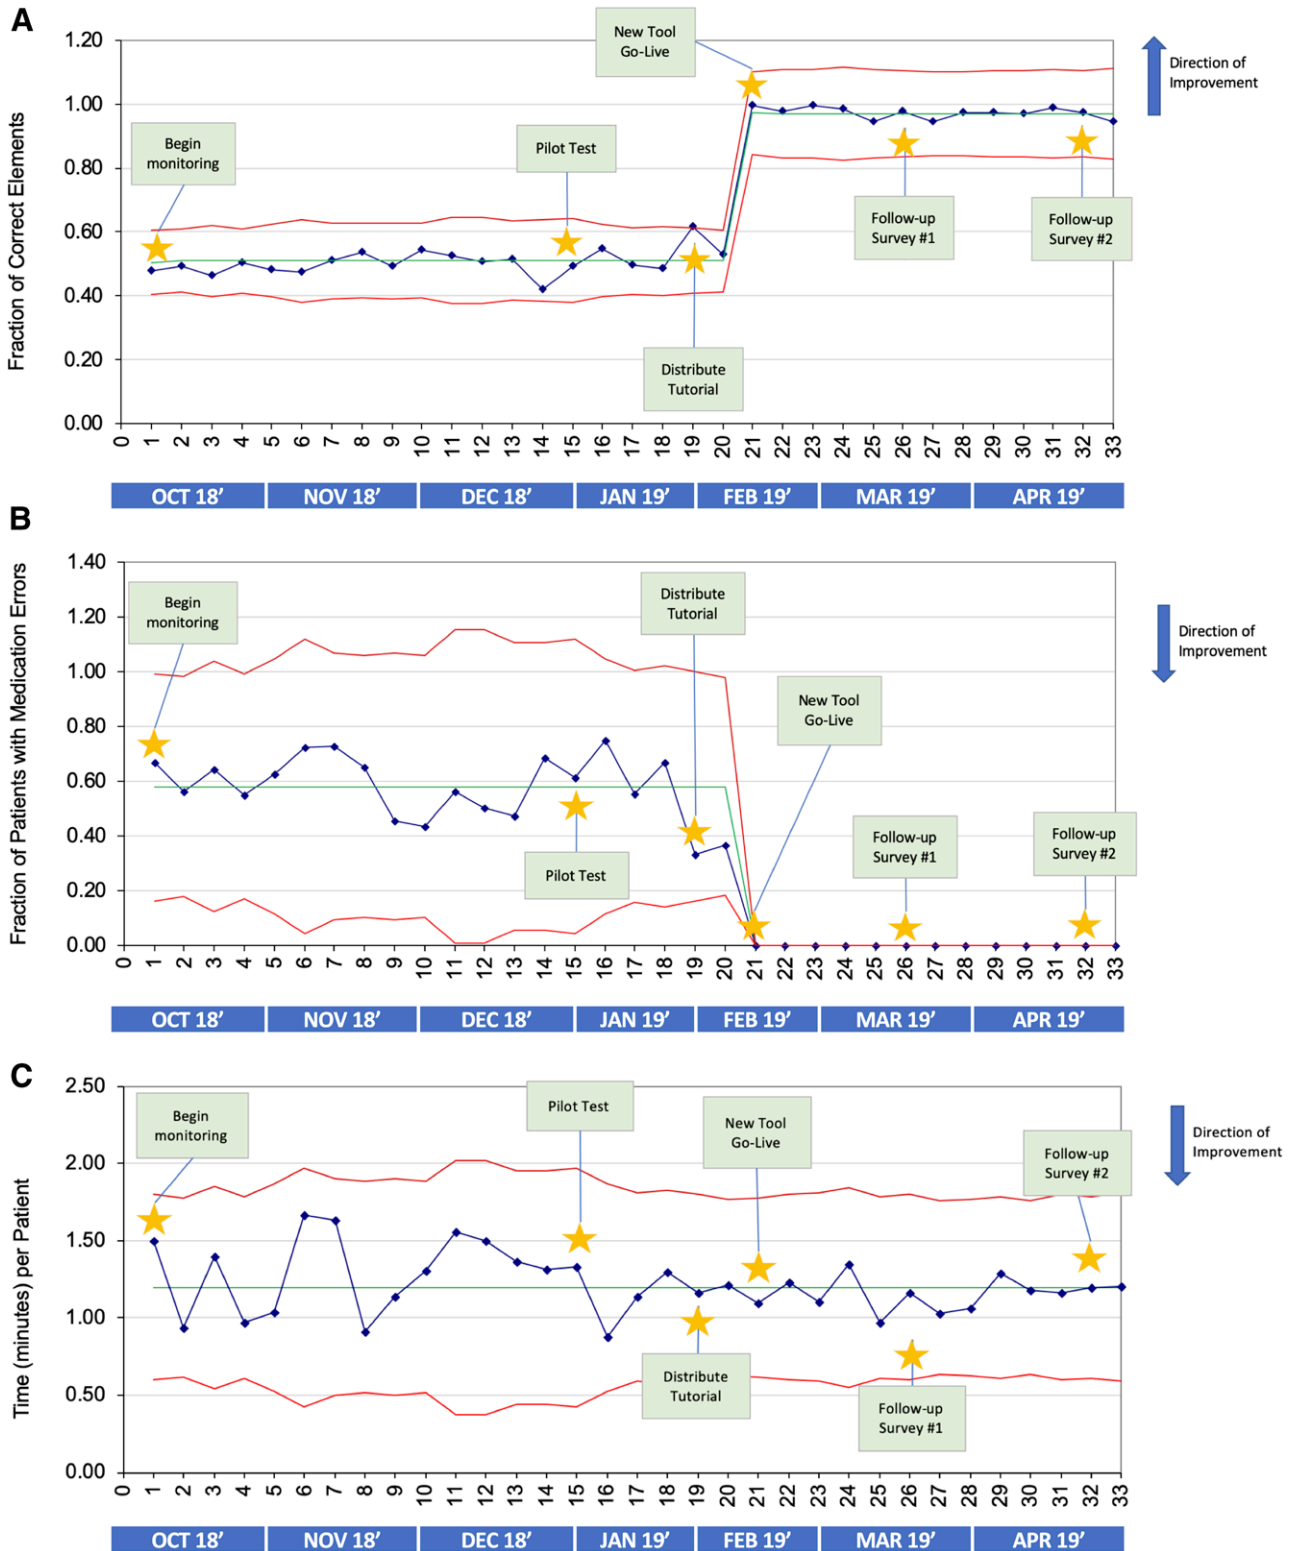 A
Fraction of Correct Elements
1.20
1.00
0.80
0.60
0.40
0.20
0.00
Begin
monitoring
Pilot Test
New Tool
Go-Live
Distribute
Tutorial
Follow-up
Survey #1
Follow-up
Survey #2
Direction of
Improvement
0 1 2 3 4 5 6 7 8 9 10 11 12 13 14 15 16 17 18 19 20 21 22 23 24 25 26 27 28 29 30 31 32 33
OCT 18’ NOV 18’ DEC 18’ JAN 19’ FEB 19’ MAR 19’ APR 19’
B
Fraction of Patients with Medication Errors
1.40
1.20
1.00
0.80
0.60
0.40
0.20
0.00
Begin
monitoring
Pilot Test
Distribute
Tutorial
New Tool
Go-Live
Follow-up
Survey #1
Follow-up
Survey #2
Direction of
Improvement
0 1 2 3 4 5 6 7 8 9 10 11 12 13 14 15 16 17 18 19 20 21 22 23 24 25 26 27 28 29 30 31 32 33
OCT 18’ NOV 18’ DEC 18’ JAN 19’ FEB 19’ MAR 19’ APR 19’
C
Time (minutes) per Patient
2.50
2.00
1.50
1.00
0.50
0.00
Begin
monitoring
Pilot Test
New Tool
Go-Live
Distribute
Tutorial
Follow-up
Survey #1
Follow-up
Survey #2
Direction of
Improvement
0 1 2 3 4 5 6 7 8 9 10 11 12 13 14 15 16 17 18 19 20 21 22 23 24 25 26 27 28 29 30 31 32 33
OCT 18’ NOV 18’ DEC 18’ JAN 19’ FEB 19’ MAR 19’ APR 19’